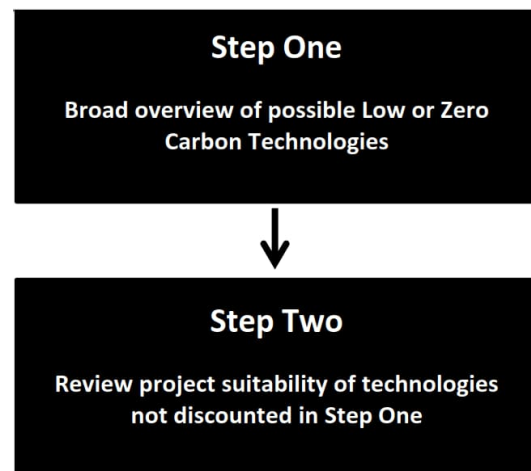 Step One
Broad overview of possible Low or Zero
Carbon Technologies
Step Two
Review project suitability of technologies
not discounted in Step One